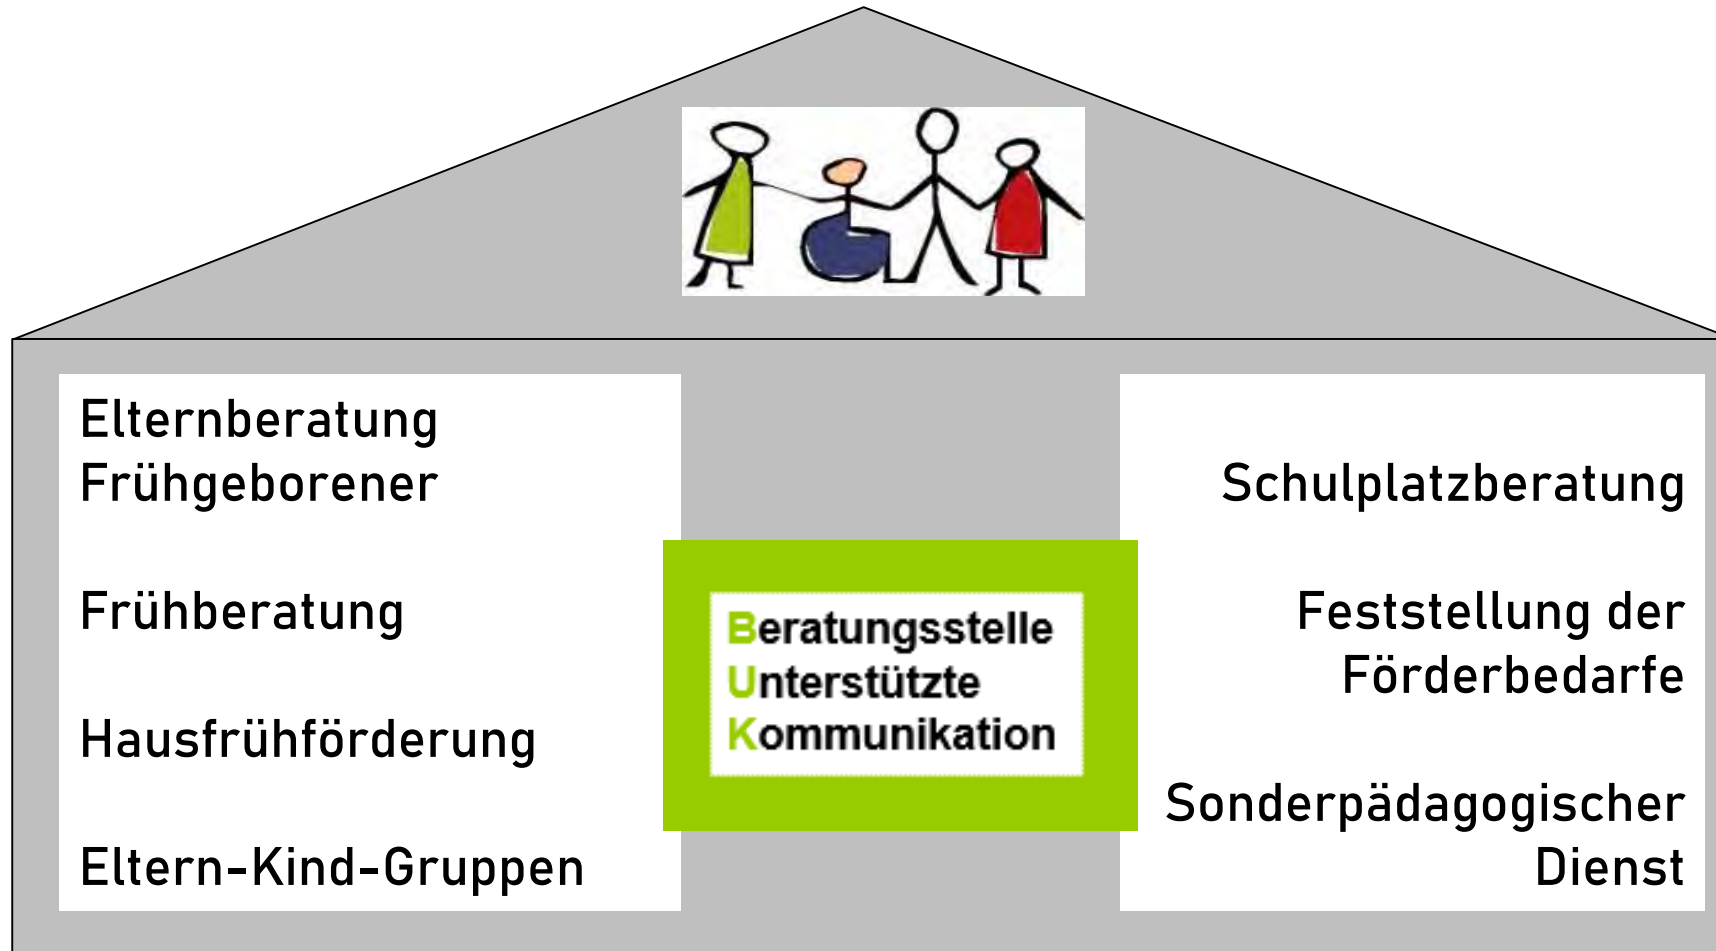 Elternberatung
Frühgeborener
Frühberatung
Hausfrühförderung
Eltern-Kind-Gruppen
Beratungsstelle
Unterstützte
Kommunikation
Schulplatzberatung
Feststellung der
Förderbedarfe
Sonderpädagogischer
Dienst